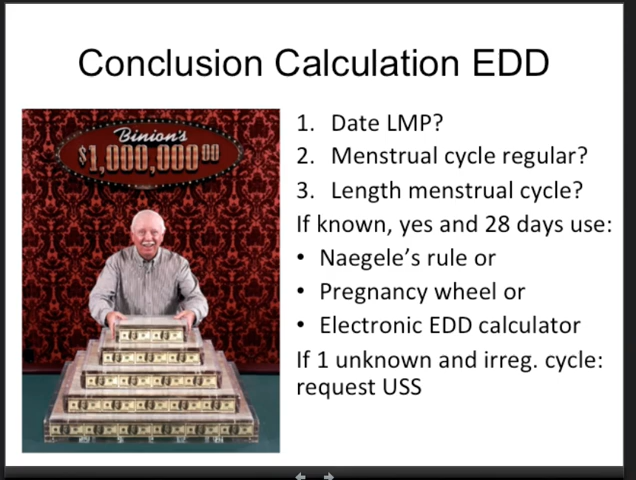 Conclusion Calculation EDD
Binion's
$1,000,000.00
1. Date LMP?
2. Menstrual cycle regular?
3. Length menstrual cycle?
If known, yes and 28 days use:
• Naegele's rule or
• Pregnancy wheel or
• Electronic EDD calculator
If 1 unknown and irreg. cycle:
request USS